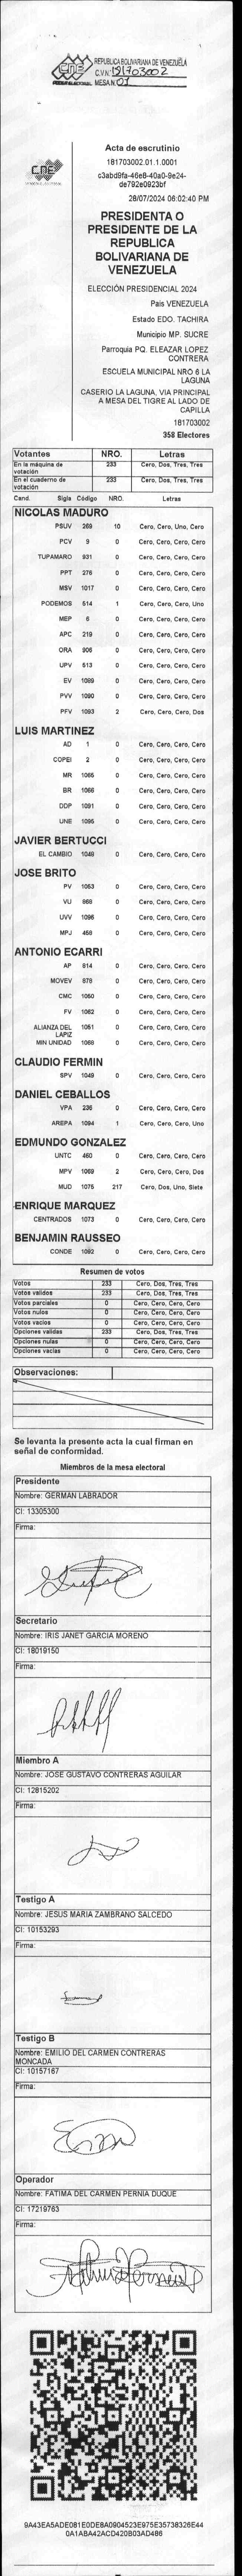 CNE
PODER ELECTORAL
REPUBLICA BOLIVARIANA DE VENEZUELA
C.V.N° 181703002
MESA N° 01
CNE
PODER ELECTORAL
Acta de escrutinio
181703002.01.1.0001
c3abd9fa-46e8-40a0-9e24-
de792e0923bf
28/07/2024 06:02:40 PM
PRESIDENTA O
PRESIDENTE DE LA
REPUBLICA
BOLIVARIANA DE
VENEZUELA
ELECCIÓN PRESIDENCIAL 2024
País VENEZUELA
Estado EDO. TACHIRA
Municipio MP. SUCRE
Parroquia PQ. ELEAZAR LOPEZ
CONTRERA
ESCUELA MUNICIPAL NRO 6 LA
LAGUNA
CASERIO LA LAGUNA, VIA PRINCIPAL
A MESA DEL TIGRE AL LADO DE
CAPILLA
181703002
358 Electores
Votantes NRO. Letras
En la máquina de votación 233 Cero, Dos, Tres, Tres
En el cuaderno de votación 233 Cero, Dos, Tres, Tres
Cand. Sigla Código NRO. Letras
NICOLAS MADURO
PSUV 269 10 Cero, Cero, Uno, Cero
PCV 9 0 Cero, Cero, Cero, Cero
TUPAMARO 931 0 Cero, Cero, Cero, Cero
PPT 276 0 Cero, Cero, Cero, Cero
MSV 1017 0 Cero, Cero, Cero, Cero
PODEMOS 514 1 Cero, Cero, Cero, Uno
MEP 6 0 Cero, Cero, Cero, Cero
APC 219 0 Cero, Cero, Cero, Cero
ORA 906 0 Cero, Cero, Cero, Cero
UPV 513 0 Cero, Cero, Cero, Cero
EV 1089 0 Cero, Cero, Cero, Cero
PVV 1090 0 Cero, Cero, Cero, Cero
PFV 1093 2 Cero, Cero, Cero, Dos
LUIS MARTINEZ
AD 1 0 Cero, Cero, Cero, Cero
COPEI 2 0 Cero, Cero, Cero, Cero
MR 1065 0 Cero, Cero, Cero, Cero
BR 1066 0 Cero, Cero, Cero, Cero
DDP 1091 0 Cero, Cero, Cero, Cero
UNE 1095 0 Cero, Cero, Cero, Cero
JAVIER BERTUCCI
EL CAMBIO 1048 0 Cero, Cero, Cero, Cero
JOSE BRITO
PV 1053 0 Cero, Cero, Cero, Cero
VU 868 0 Cero, Cero, Cero, Cero
UVV 1096 0 Cero, Cero, Cero, Cero
MPJ 458 0 Cero, Cero, Cero, Cero
ANTONIO ECARRI
AP 814 0 Cero, Cero, Cero, Cero
MOVEV 878 0 Cero, Cero, Cero, Cero
CMC 1050 0 Cero, Cero, Cero, Cero
FV 1062 0 Cero, Cero, Cero, Cero
ALIANZA DEL LAPIZ 1051 0 Cero, Cero, Cero, Cero
MIN UNIDAD 1068 0 Cero, Cero, Cero, Cero
CLAUDIO FERMIN
SPV 1049 0 Cero, Cero, Cero, Cero
DANIEL CEBALLOS
VPA 236 0 Cero, Cero, Cero, Cero
AREPA 1094 1 Cero, Cero, Cero, Uno
EDMUNDO GONZALEZ
UNTC 460 0 Cero, Cero, Cero, Cero
MPV 1069 2 Cero, Cero, Cero, Dos
MUD 1075 217 Cero, Dos, Uno, Siete
ENRIQUE MARQUEZ
CENTRADOS 1073 0 Cero, Cero, Cero, Cero
BENJAMIN RAUSSEO
CONDE 1092 0 Cero, Cero, Cero, Cero
Resumen de votos
Votos 233 Cero, Dos, Tres, Tres
Votos validos 233 Cero, Dos, Tres, Tres
Votos parciales 0 Cero, Cero, Cero, Cero
Votos nulos 0 Cero, Cero, Cero, Cero
Votos vacios 0 Cero, Cero, Cero, Cero
Opciones validas 233 Cero, Dos, Tres, Tres
Opciones nulas 0 Cero, Cero, Cero, Cero
Opciones vacias 0 Cero, Cero, Cero, Cero
Observaciones:
Se levanta la presente acta la cual firman en
señal de conformidad.
Miembros de la mesa electoral
Presidente
Nombre: GERMAN LABRADOR
CI: 13305300
Firma:
Secretario
Nombre: IRIS JANET GARCIA MORENO
CI: 18019150
Firma:
Miembro A
Nombre: JOSE GUSTAVO CONTRERAS AGUILAR
CI: 12815202
Firma:
Testigo A
Nombre: JESUS MARIA ZAMBRANO SALCEDO
CI: 10153293
Firma:
Testigo B
Nombre: EMILIO DEL CARMEN CONTRERAS
MONCADA
CI: 10157167
Firma:
Operador
Nombre: FATIMA DEL CARMEN PERNIA DUQUE
CI: 17219763
Firma:
9A43EA5ADE081E0DE8A0904523E975E35738326E44
0A1ABA42ACD420B03AD486